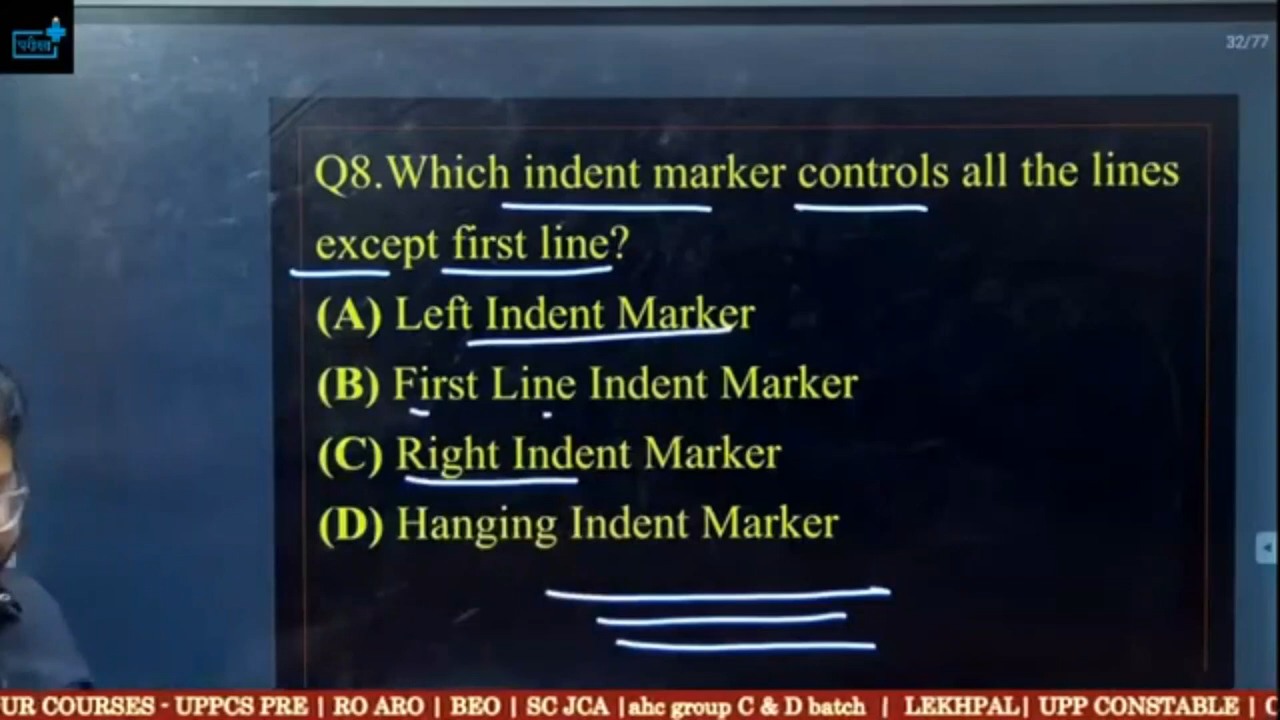 परीक्षा
32/77
Q8.Which indent marker controls all the lines
except first line?
(A) Left Indent Marker
(B) First Line Indent Marker
(C) Right Indent Marker
(D) Hanging Indent Marker
UR COURSES - UPPCS PRE | RO ARO | BEO | SC JCA |ahc group C & D batch | LEKHPAL| UPP CONSTABLE |